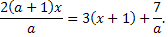 2(a + 1)x / a = 3(x + 1) + 7 / a.